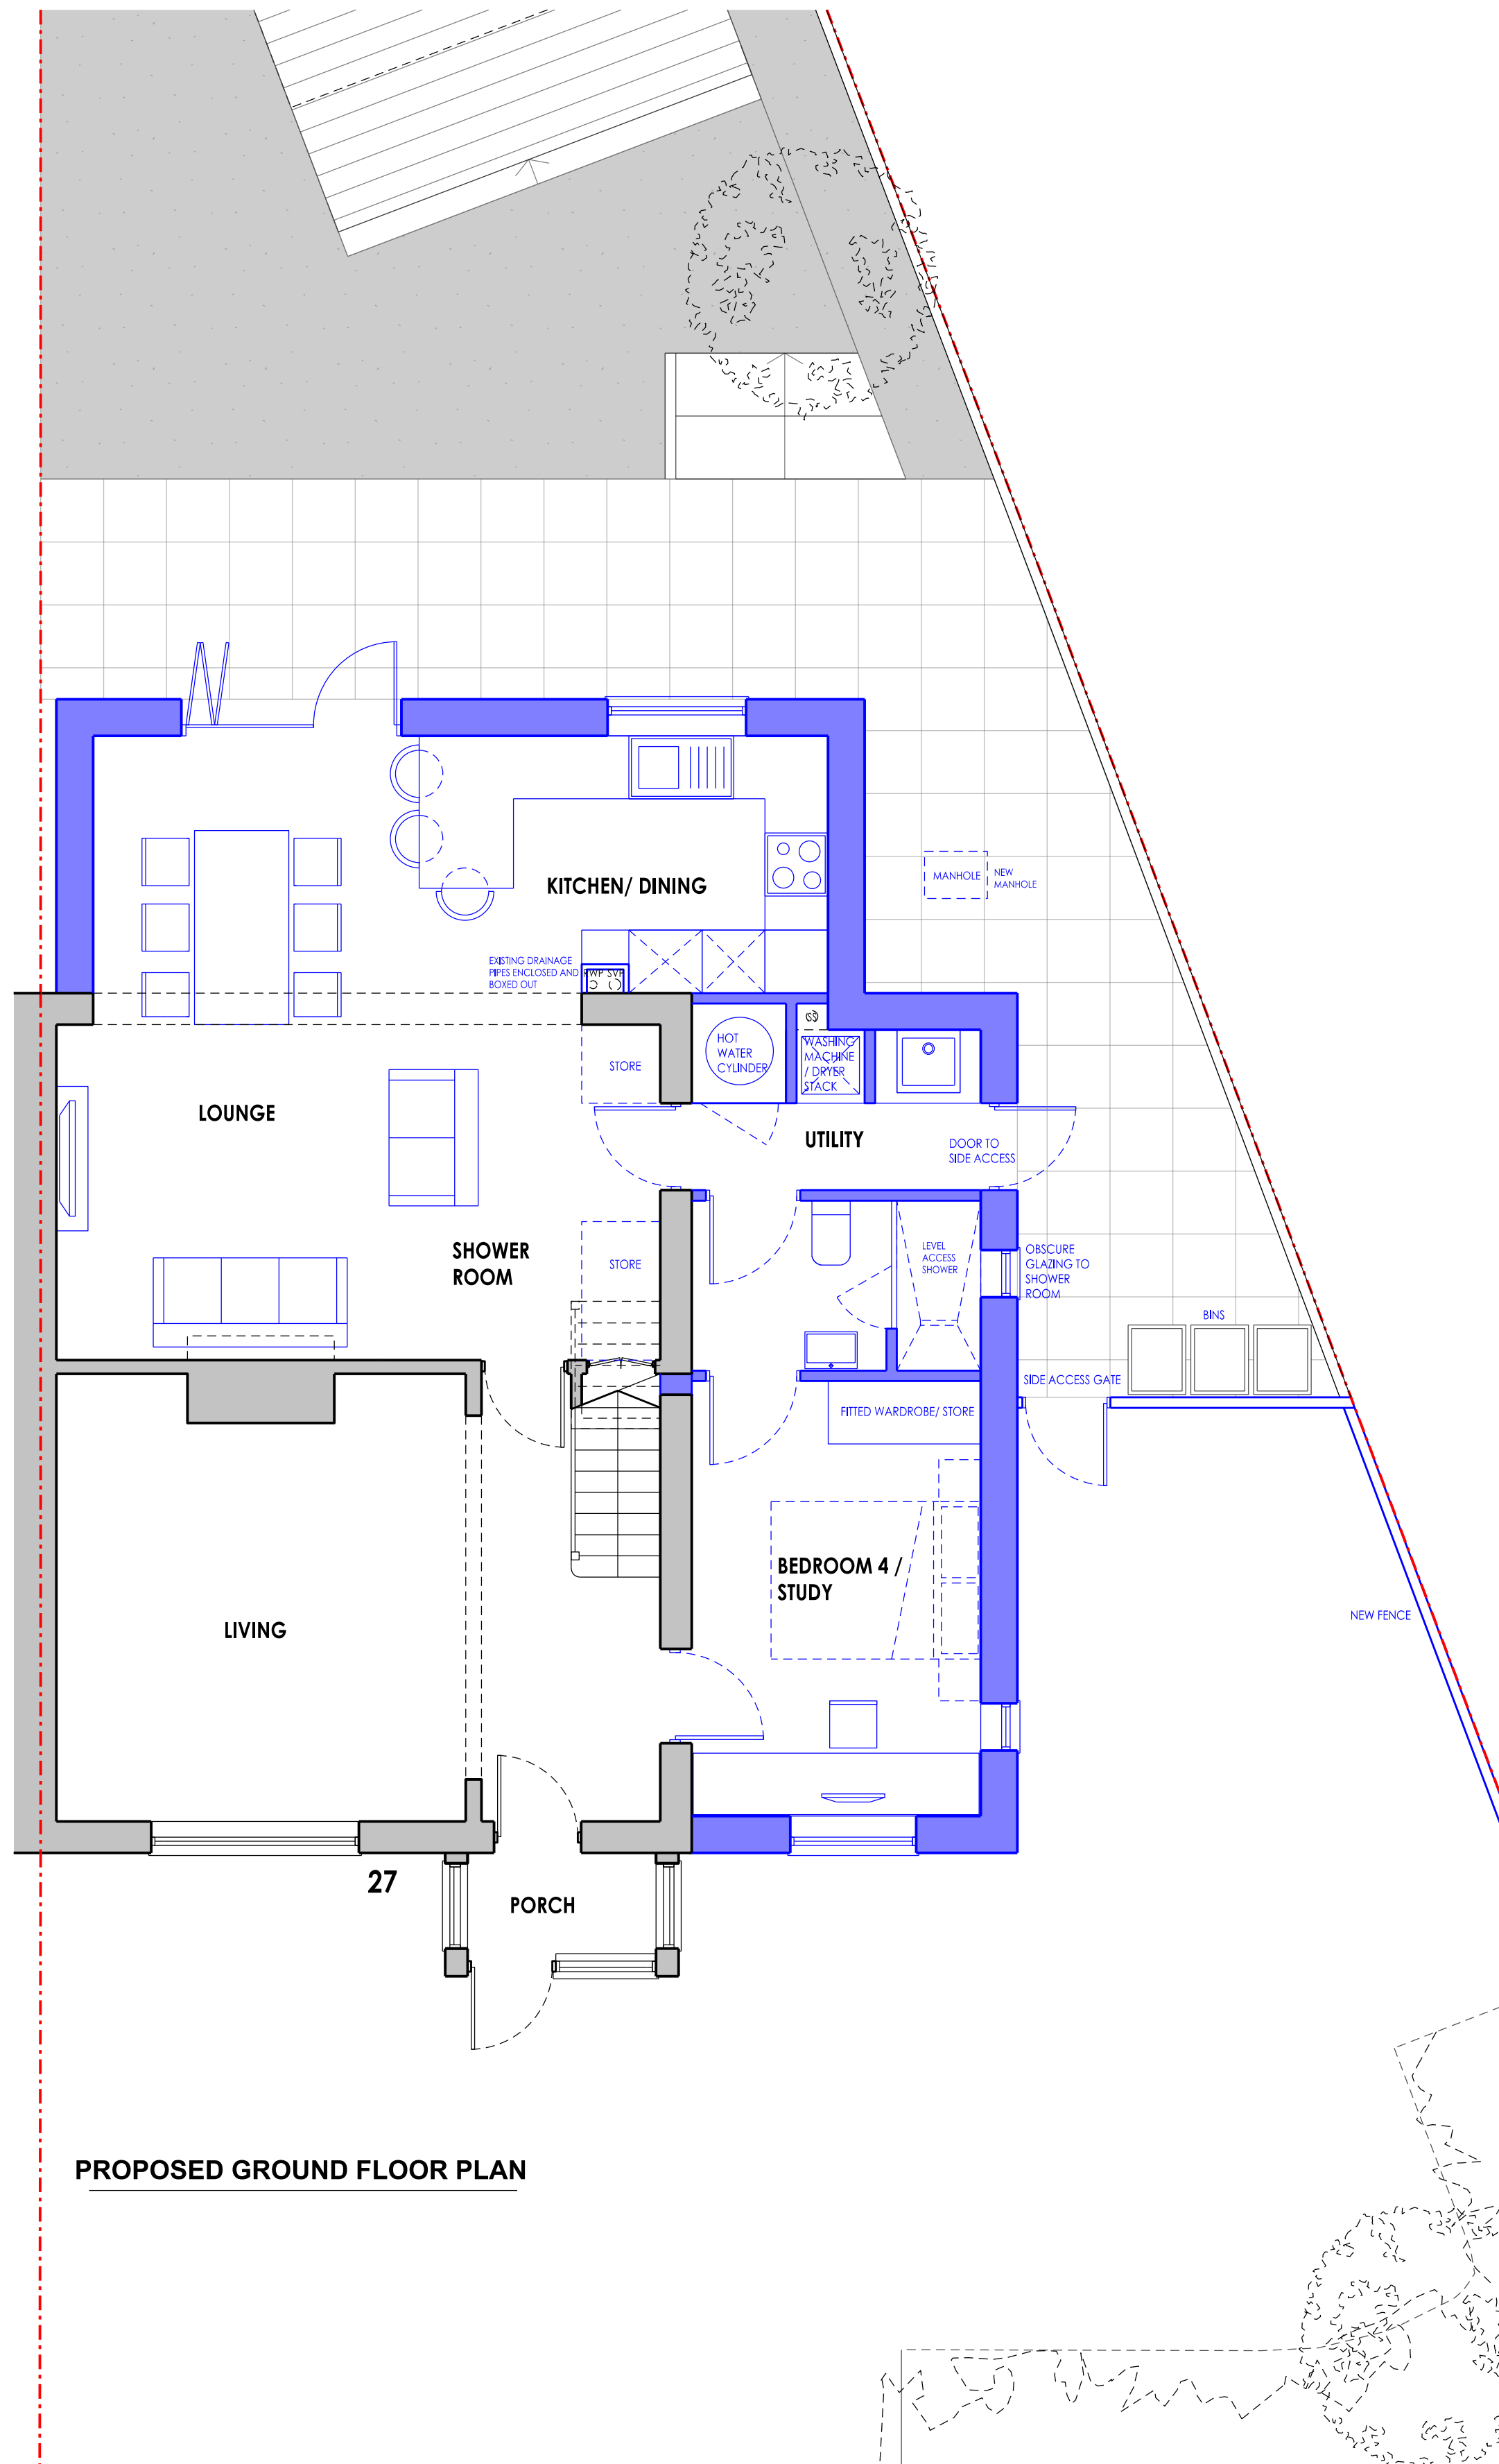 MANHOLE
NEW
MANHOLE
KITCHEN/ DINING
EXISTING DRAINAGE
PIPES ENCLOSED AND
BOXED OUT
RWP SVP
HOT
WATER
CYLINDER
WASHING
MACHINE
/ DRYER
STACK
STORE
LOUNGE
UTILITY
DOOR TO
SIDE ACCESS
SHOWER
ROOM
STORE
LEVEL
ACCESS
SHOWER
OBSCURE
GLAZING TO
SHOWER
ROOM
BINS
SIDE ACCESS GATE
FITTED WARDROBE/ STORE
BEDROOM 4 /
STUDY
LIVING
NEW FENCE
27
PORCH
PROPOSED GROUND FLOOR PLAN